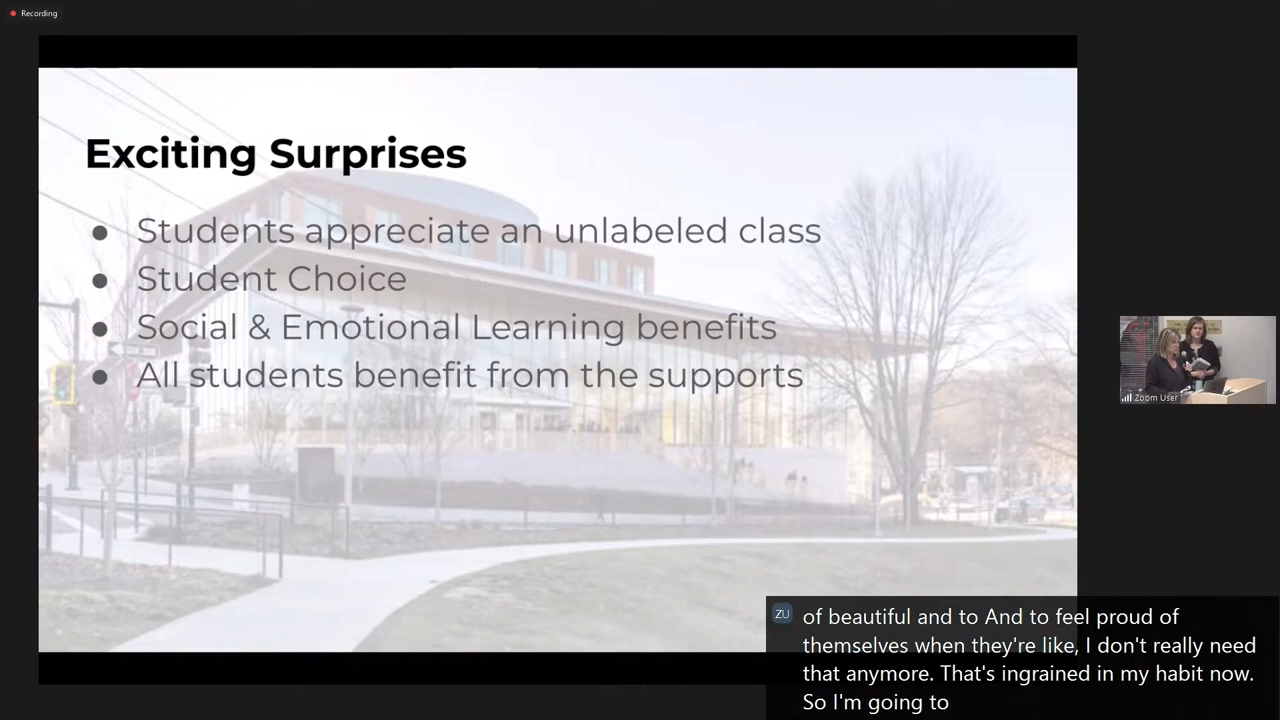 Recording
Exciting Surprises
● Students appreciate an unlabeled class
● Student Choice
● Social & Emotional Learning benefits
● All students benefit from the supports
Zoom User
ZU
of beautiful and to And to feel proud of
themselves when they're like, I don't really need
that anymore. That's ingrained in my habit now.
So I'm going to